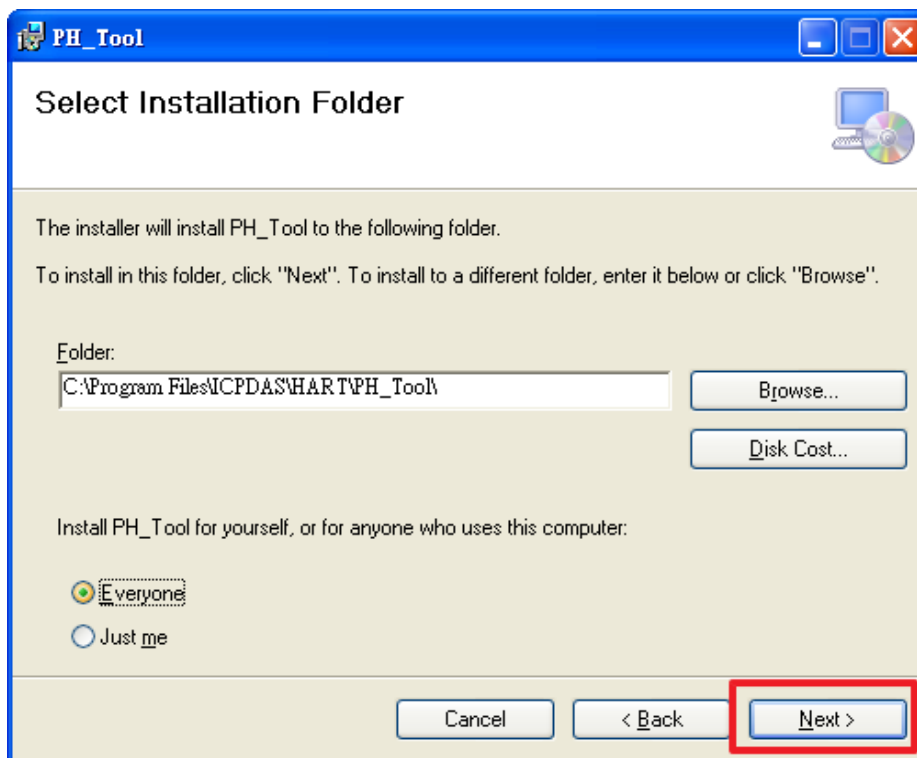 PH_Tool
Select Installation Folder
The installer will install PH_Tool to the following folder.
To install in this folder, click "Next". To install to a different folder, enter it below or click "Browse".
Folder:
C:\Program Files\ICPDAS\HART\PH_Tool\
Browse...
Disk Cost...
Install PH_Tool for yourself, or for anyone who uses this computer:
Everyone
Just me
Cancel
< Back
Next >